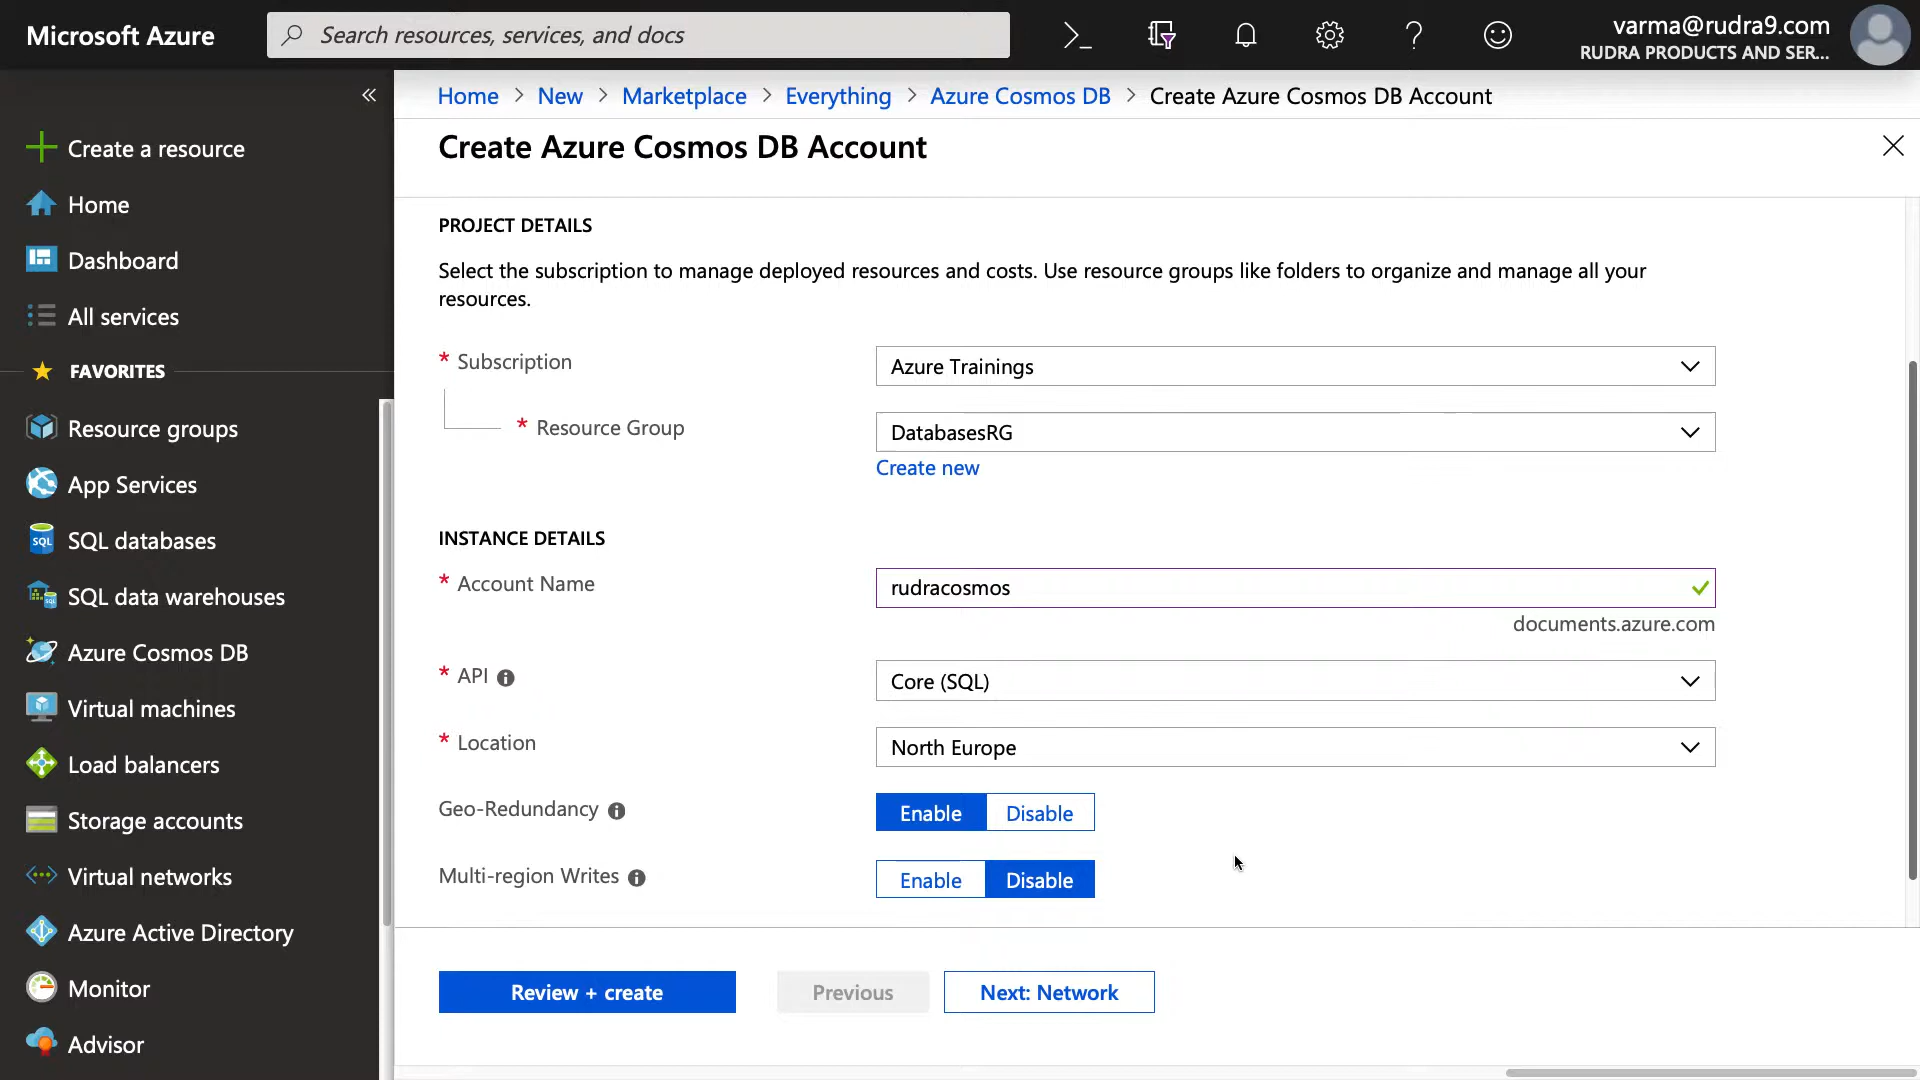 Microsoft Azure
Search resources, services, and docs
varma@rudra9.com
RUDRA PRODUCTS AND SER...
«
Create a resource
Home
Dashboard
All services
FAVORITES
Resource groups
App Services
SQL databases
SQL data warehouses
Azure Cosmos DB
Virtual machines
Load balancers
Storage accounts
Virtual networks
Azure Active Directory
Monitor
Advisor
Home > New > Marketplace > Everything > Azure Cosmos DB > Create Azure Cosmos DB Account
Create Azure Cosmos DB Account
PROJECT DETAILS
Select the subscription to manage deployed resources and costs. Use resource groups like folders to organize and manage all your
resources.
* Subscription
Azure Trainings
* Resource Group
DatabasesRG
Create new
INSTANCE DETAILS
* Account Name
rudracosmos
documents.azure.com
* API
Core (SQL)
* Location
North Europe
Geo-Redundancy
Enable Disable
Multi-region Writes
Enable Disable
Review + create
Previous
Next: Network